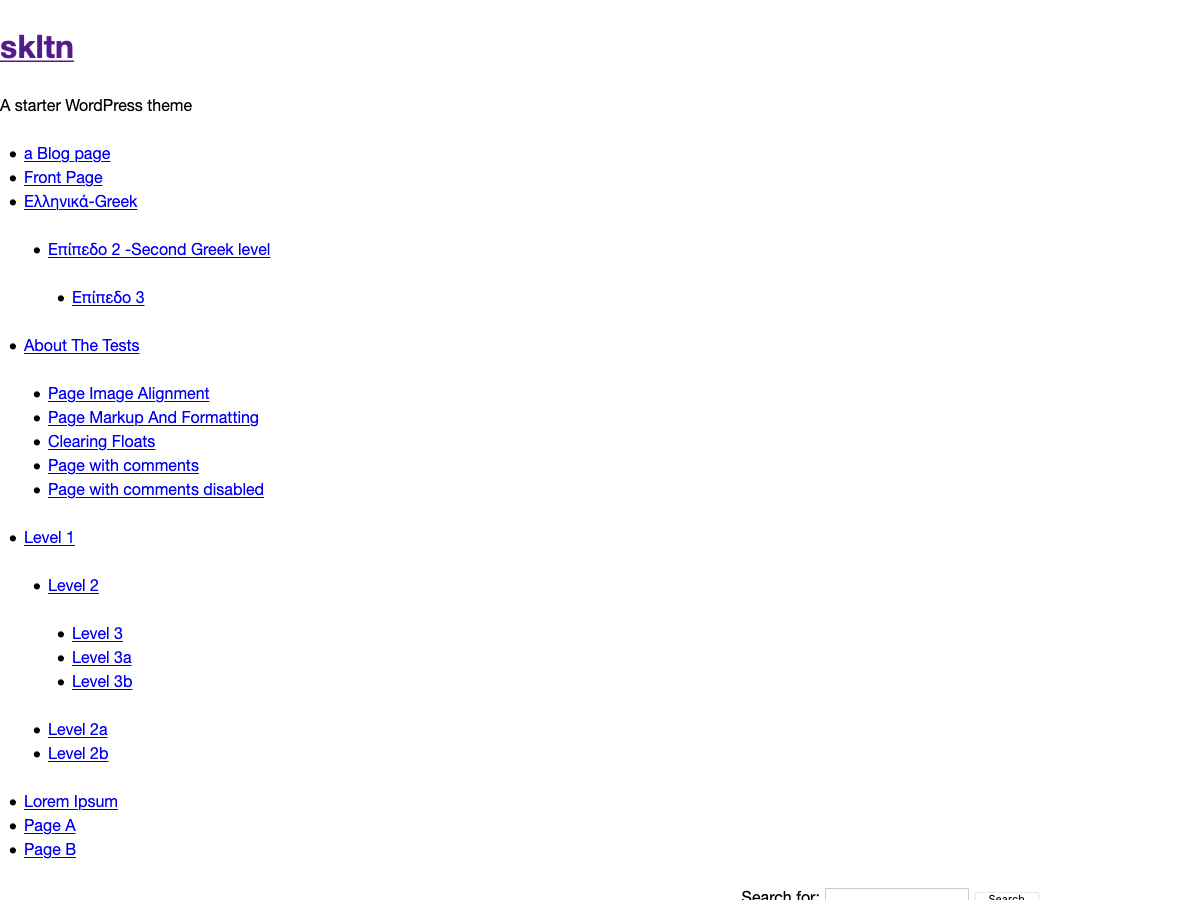 skltn
A starter WordPress theme
a Blog page
Front Page
Ελληνικά-Greek
Επίπεδο 2 -Second Greek level
Επίπεδο 3
About The Tests
Page Image Alignment
Page Markup And Formatting
Clearing Floats
Page with comments
Page with comments disabled
Level 1
Level 2
Level 3
Level 3a
Level 3b
Level 2a
Level 2b
Lorem Ipsum
Page A
Page B
Search for: Search